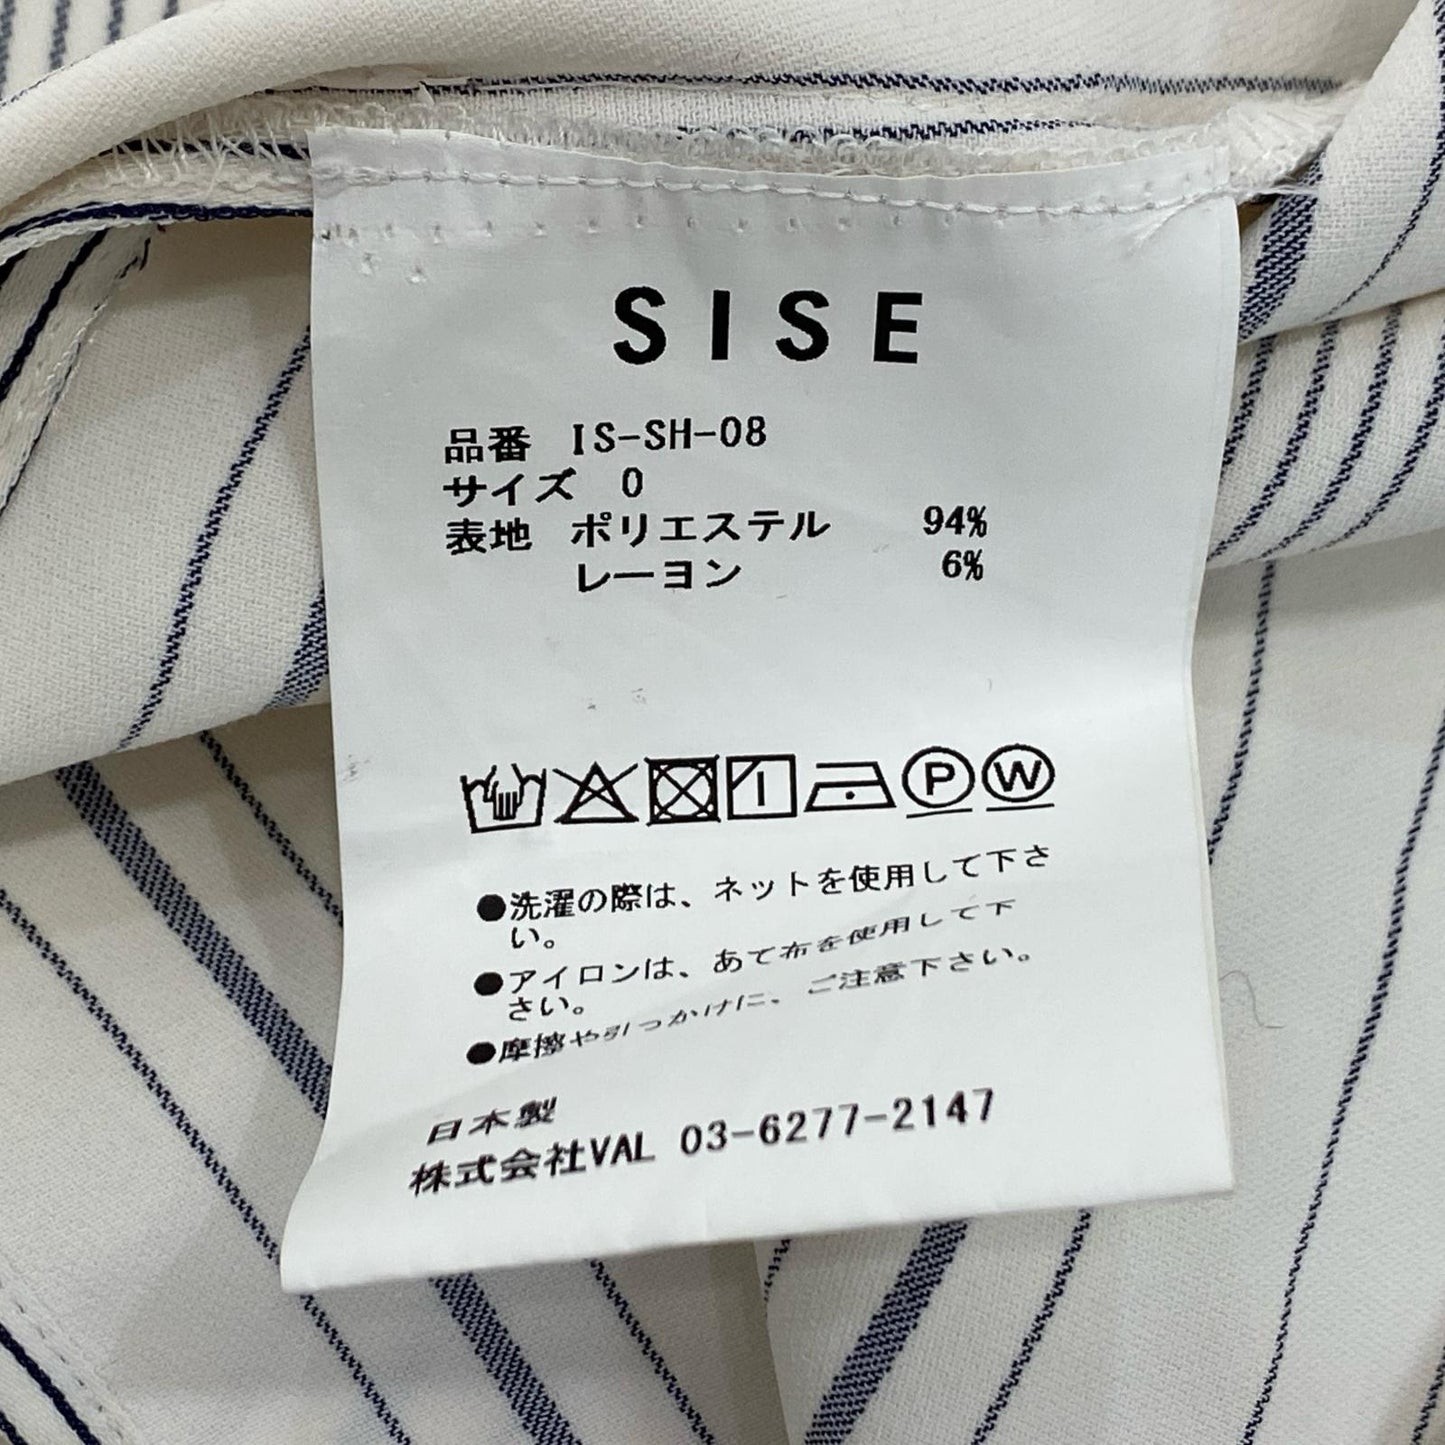 SISE
品番 IS-SH-08
サイズ 0
表地 ポリエステル 94%
レーヨン 6%
P W
●洗濯の際は、ネットを使用して下さ
い。
●アイロンは、あて布を使用して下
さい。
●摩擦や引っかけに、ご注意下さい。
日本製
株式会社VAL 03-6277-2147